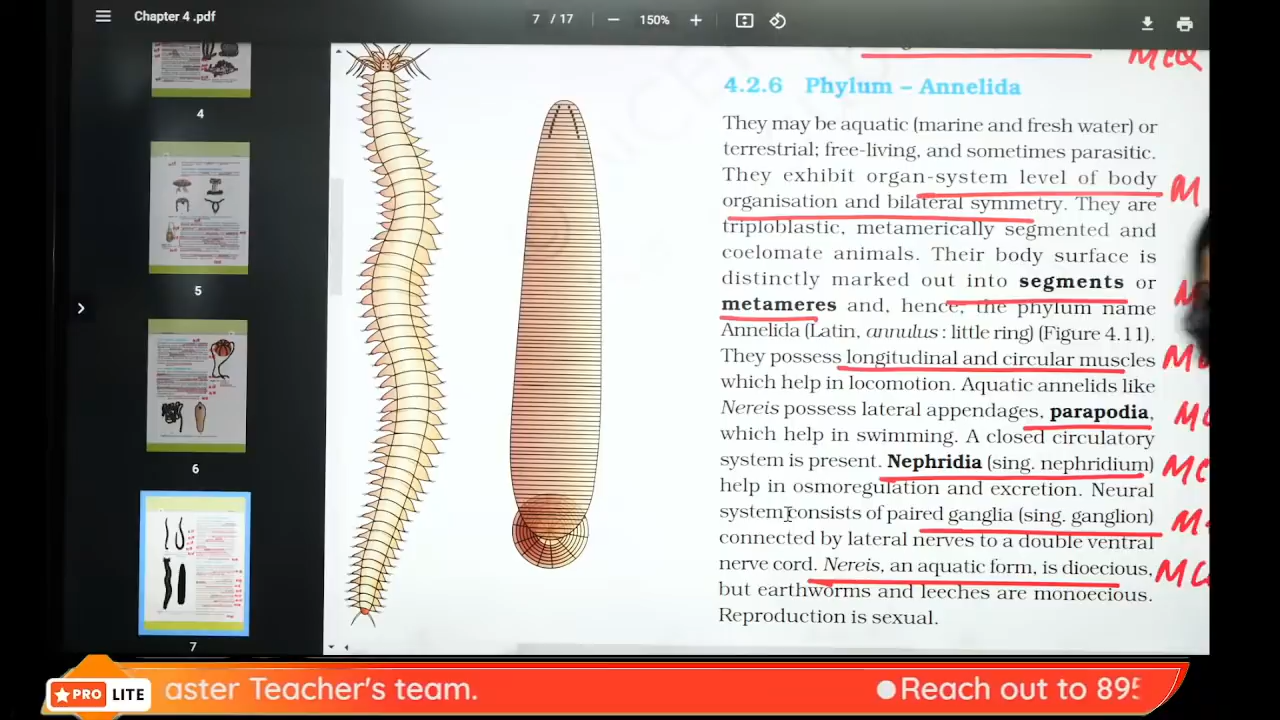 Chapter 4 .pdf
7 / 17
150%
4
5
6
7
MCQ
4.2.6 Phylum – Annelida
They may be aquatic (marine and fresh water) or
terrestrial; free-living, and sometimes parasitic.
They exhibit organ-system level of body
organisation and bilateral symmetry. They are
triploblastic, metamerically segmented and
coelomate animals. Their body surface is
distinctly marked out into segments or
metameres and, hence, the phylum name
Annelida (Latin, annulus : little ring) (Figure 4.11).
They possess longitudinal and circular muscles
which help in locomotion. Aquatic annelids like
Nereis possess lateral appendages, parapodia,
which help in swimming. A closed circulatory
system is present. Nephridia (sing. nephridium)
help in osmoregulation and excretion. Neural
system consists of paired ganglia (sing. ganglion)
connected by lateral nerves to a double ventral
nerve cord. Nereis, an aquatic form, is dioecious,
but earthworms and leeches are monoecious.
Reproduction is sexual.
PRO LITE
aster Teacher's team.
Reach out to 895